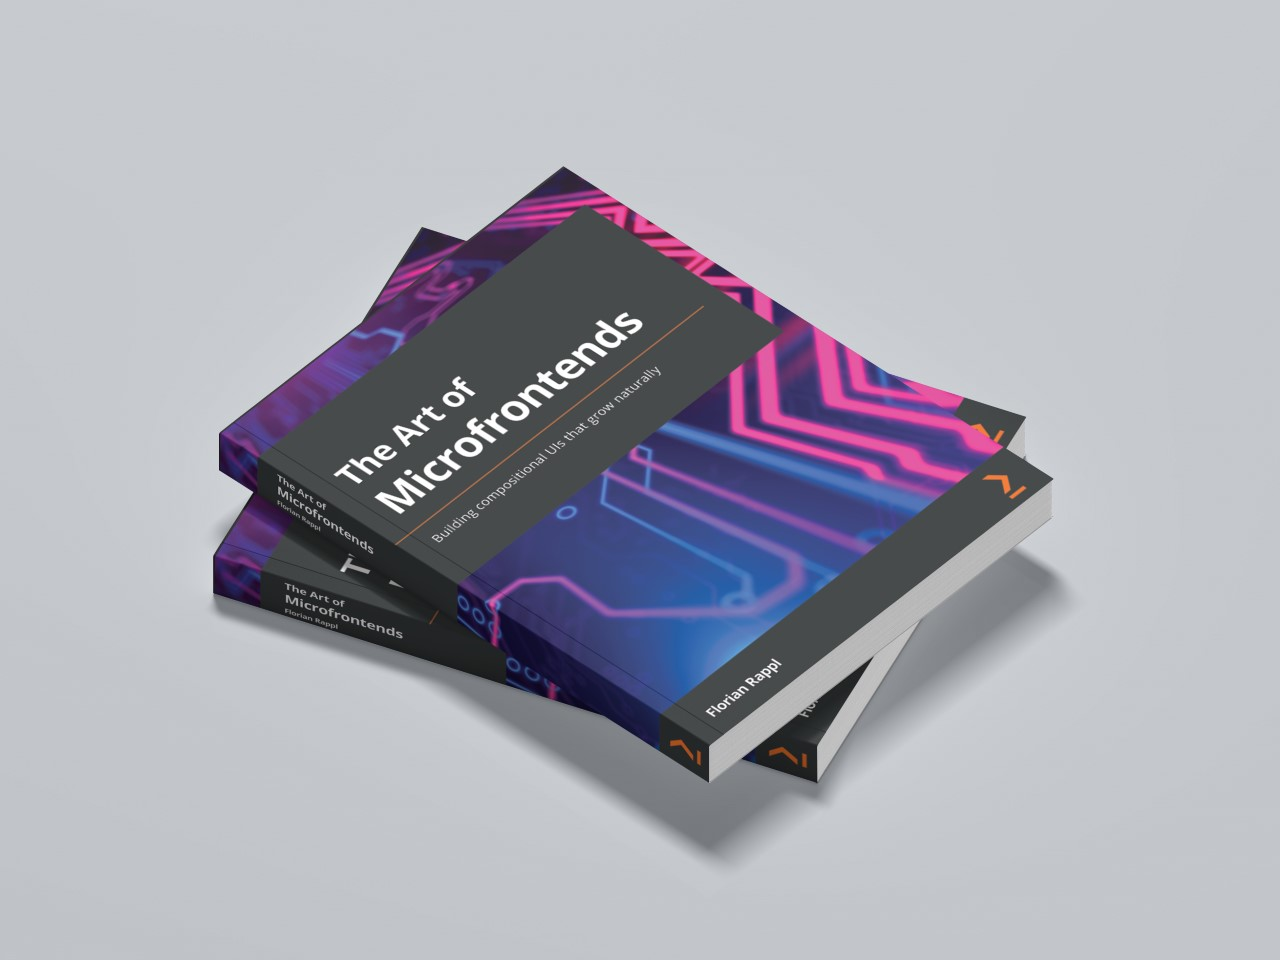 The Art of
Microfrontends
Building compositional UIs that grow naturally
Florian Rappl
The Art of
Microfrontends
Florian Rappl
The Art of
Microfrontends
Florian Rappl